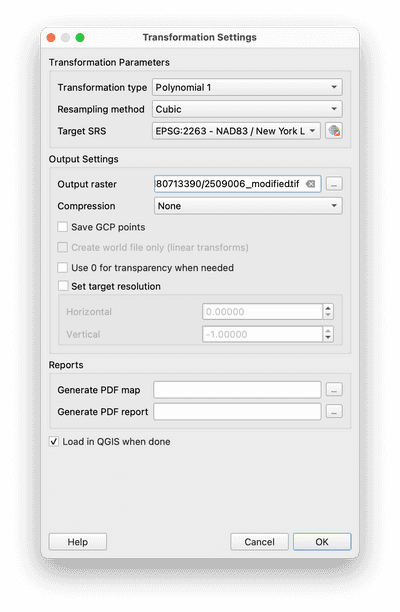 Transformation Settings
Transformation Parameters
Transformation type Polynomial 1
Resampling method Cubic
Target SRS EPSG:2263 - NAD83 / New York L
Output Settings
Output raster 80713390/2509006_modified.tif ...
Compression None
Save GCP points
Create world file only (linear transforms)
Use 0 for transparency when needed
Set target resolution
Horizontal 0.00000
Vertical -1.00000
Reports
Generate PDF map ...
Generate PDF report ...
Load in QGIS when done
Help Cancel OK